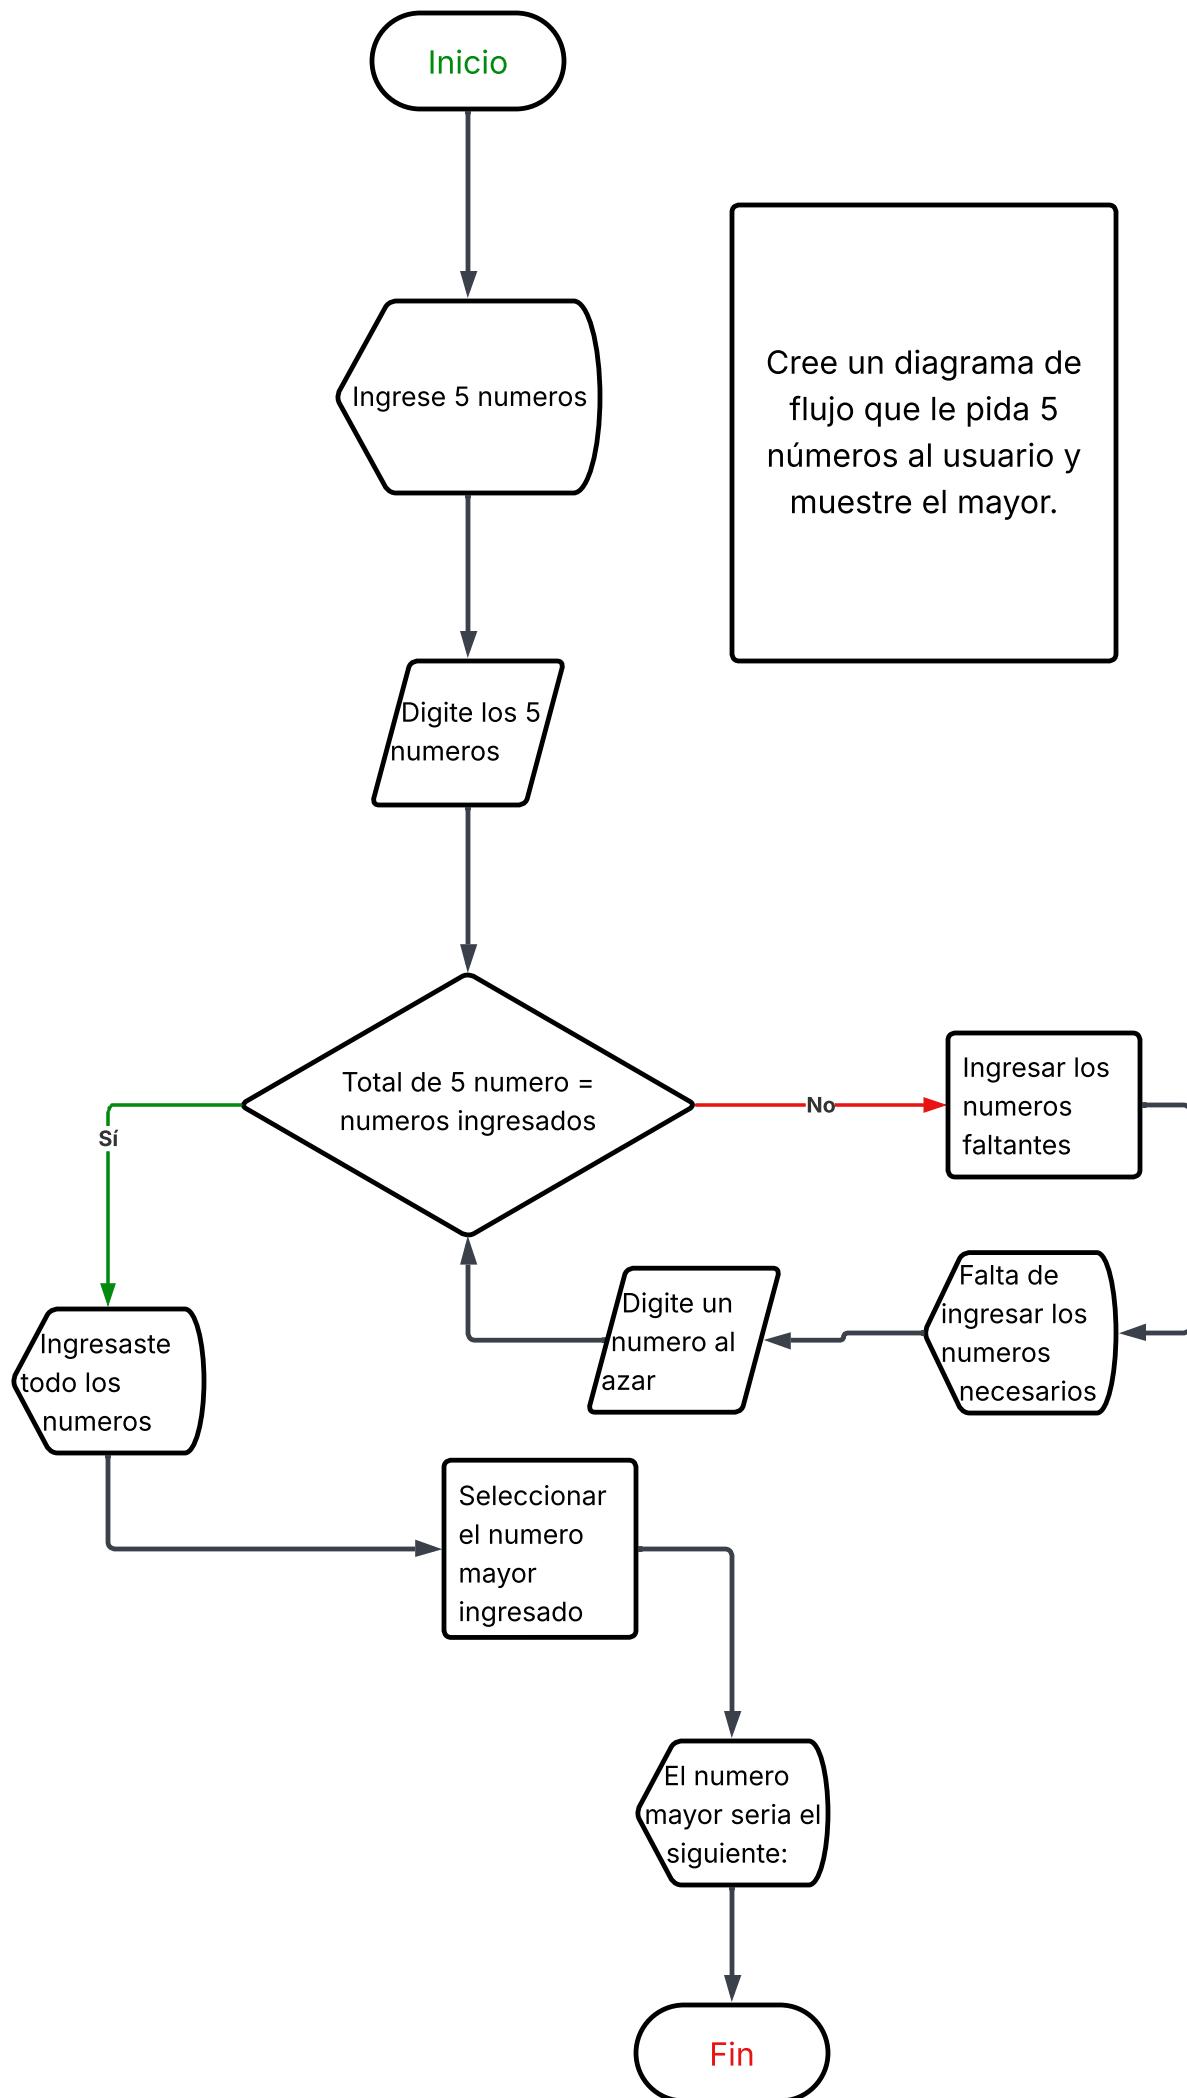 Inicio
Cree un diagrama de
flujo que le pida 5
números al usuario y
muestre el mayor.
Ingrese 5 numeros
Digite los 5
numeros
Total de 5 numero =
numeros ingresados
No
Ingresar los
numeros
faltantes
Sí
Falta de
ingresar los
numeros
necesarios
Digite un
numero al
azar
Ingresaste
todo los
numeros
Seleccionar
el numero
mayor
ingresado
El numero
mayor seria el
siguiente:
Fin